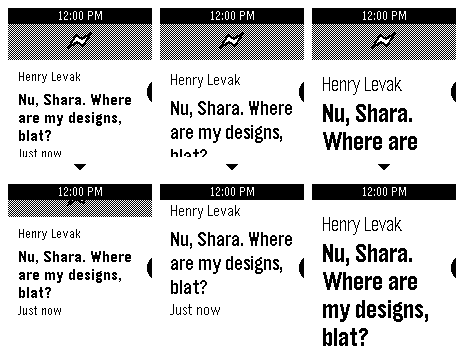 12:00 PM
Henry Levak
Nu, Shara. Where
are my designs,
blat?
Just now
12:00 PM
Henry Levak
Nu, Shara. Where
are my designs,
blat?
12:00 PM
Henry Levak
Nu, Shara.
Where are
12:00 PM
Henry Levak
Nu, Shara. Where
are my designs,
blat?
Just now
12:00 PM
Henry Levak
Nu, Shara. Where
are my designs,
blat?
Just now
12:00 PM
Henry Levak
Nu, Shara.
Where are
my designs,
blat?